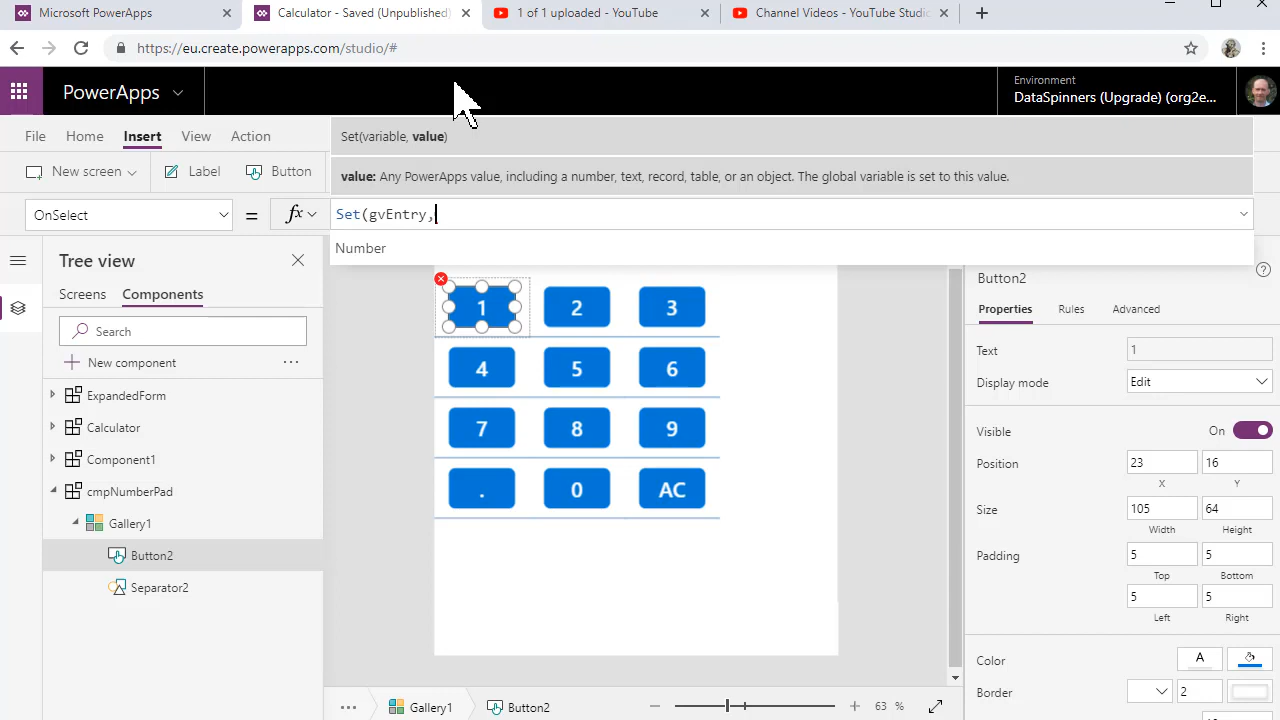 Microsoft PowerApps
Calculator - Saved (Unpublished)
1 of 1 uploaded - YouTube
Channel Videos - YouTube Studio
https://eu.create.powerapps.com/studio/#
PowerApps
Environment
DataSpinners (Upgrade) (org2e...
File
Home
Insert
View
Action
Set(variable, value)
New screen
Label
Button
value: Any PowerApps value, including a number, text, record, table, or an object. The global variable is set to this value.
OnSelect
=
fx
Set(gvEntry,
Number
Tree view
Screens
Components
Search
New component
ExpandedForm
Calculator
Component1
cmpNumberPad
Gallery1
Button2
Separator2
1
2
3
4
5
6
7
8
9
.
0
AC
Button2
Properties
Rules
Advanced
Text
1
Display mode
Edit
Visible
On
Position
23
16
X
Y
Size
105
64
Width
Height
Padding
5
5
Top
Bottom
5
5
Left
Right
Color
A
Border
2
Gallery1
Button2
63 %